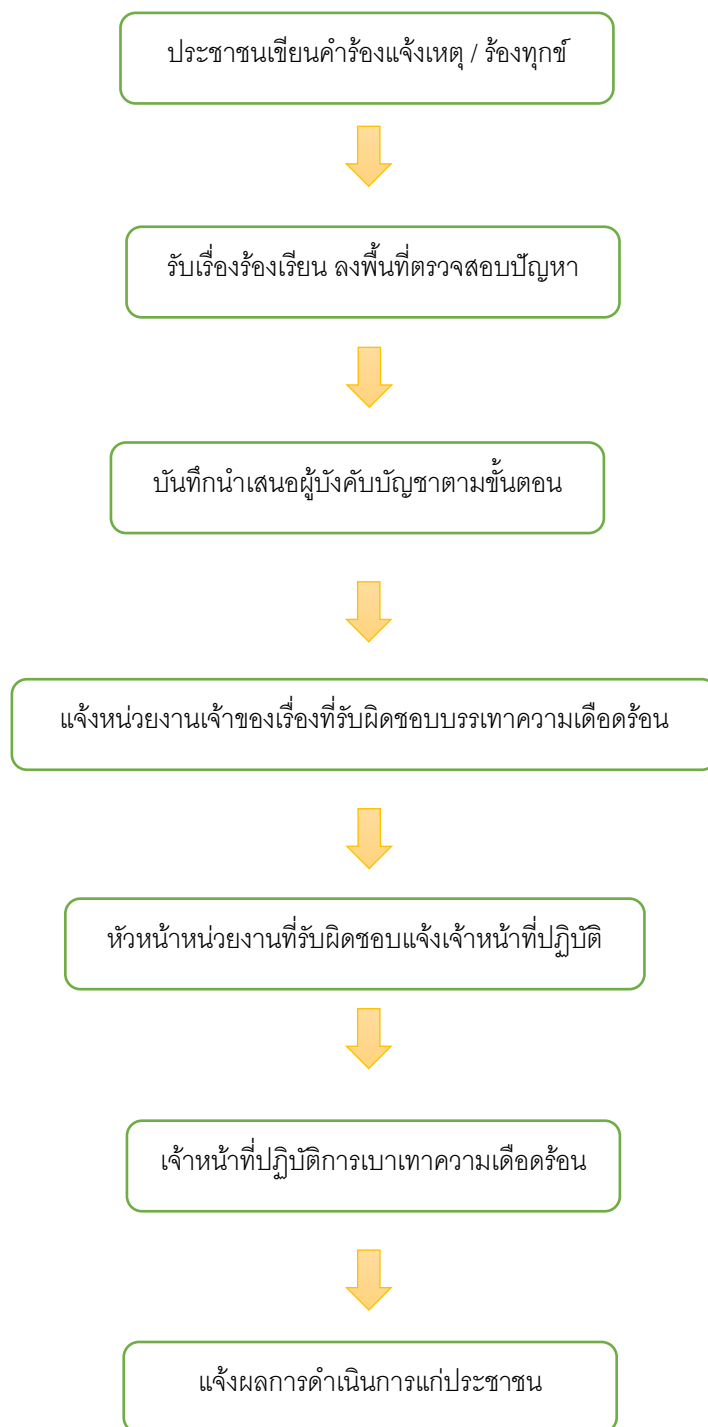 ประชาชนเขียนคำร้องแจ้งเหตุ / ร้องทุกข์
รับเรื่องร้องเรียน ลงพื้นที่ตรวจสอบปัญหา
บันทึกนำเสนอผู้บังคับบัญชาตามขั้นตอน
แจ้งหน่วยงานเจ้าของเรื่องที่รับผิดชอบบรรเทาความเดือดร้อน
หัวหน้าหน่วยงานที่รับผิดชอบแจ้งเจ้าหน้าที่ปฏิบัติ
เจ้าหน้าที่ปฏิบัติการเบาเทาความเดือดร้อน
แจ้งผลการดำเนินการแก่ประชาชน